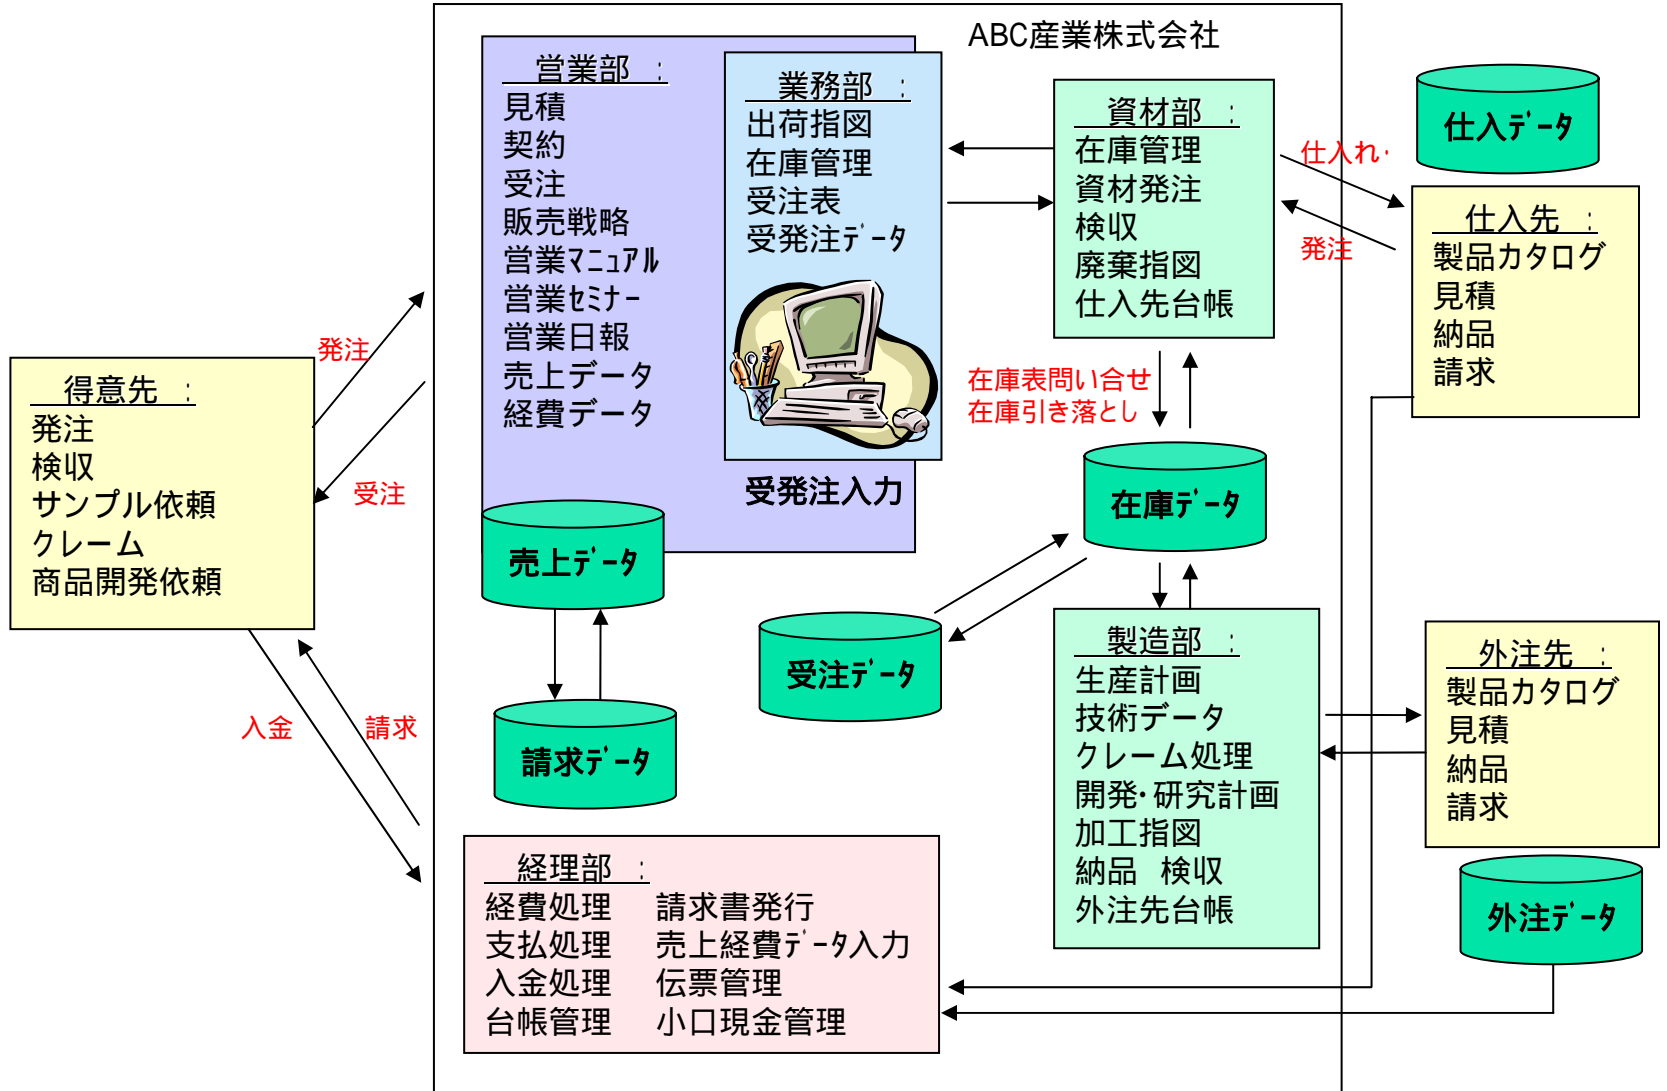 ABC産業株式会社
営業部 :
見積
契約
受注
販売戦略
営業ﾏﾆｭｱﾙ
営業ｾﾐﾅｰ
営業日報
売上データ
経費データ
業務部 :
出荷指図
在庫管理
受注表
受発注ﾃﾞｰﾀ
受発注入力
資材部 :
在庫管理
資材発注
検収
廃棄指図
仕入先台帳
仕入ﾃﾞｰﾀ
仕入れ·
発注
仕入先 :
製品カタログ
見積
納品
請求
発注
受注
得意先 :
発注
検収
サンプル依頼
クレーム
商品開発依頼
入金
請求
在庫表問い合せ
在庫引き落とし
在庫ﾃﾞｰﾀ
売上ﾃﾞｰﾀ
受注ﾃﾞｰﾀ
請求ﾃﾞｰﾀ
製造部 :
生産計画
技術データ
クレーム処理
開発・研究計画
加工指図
納品 検収
外注先台帳
外注先 :
製品カタログ
見積
納品
請求
外注ﾃﾞｰﾀ
経理部 :
経費処理 請求書発行
支払処理 売上経費ﾃﾞｰﾀ入力
入金処理 伝票管理
台帳管理 小口現金管理